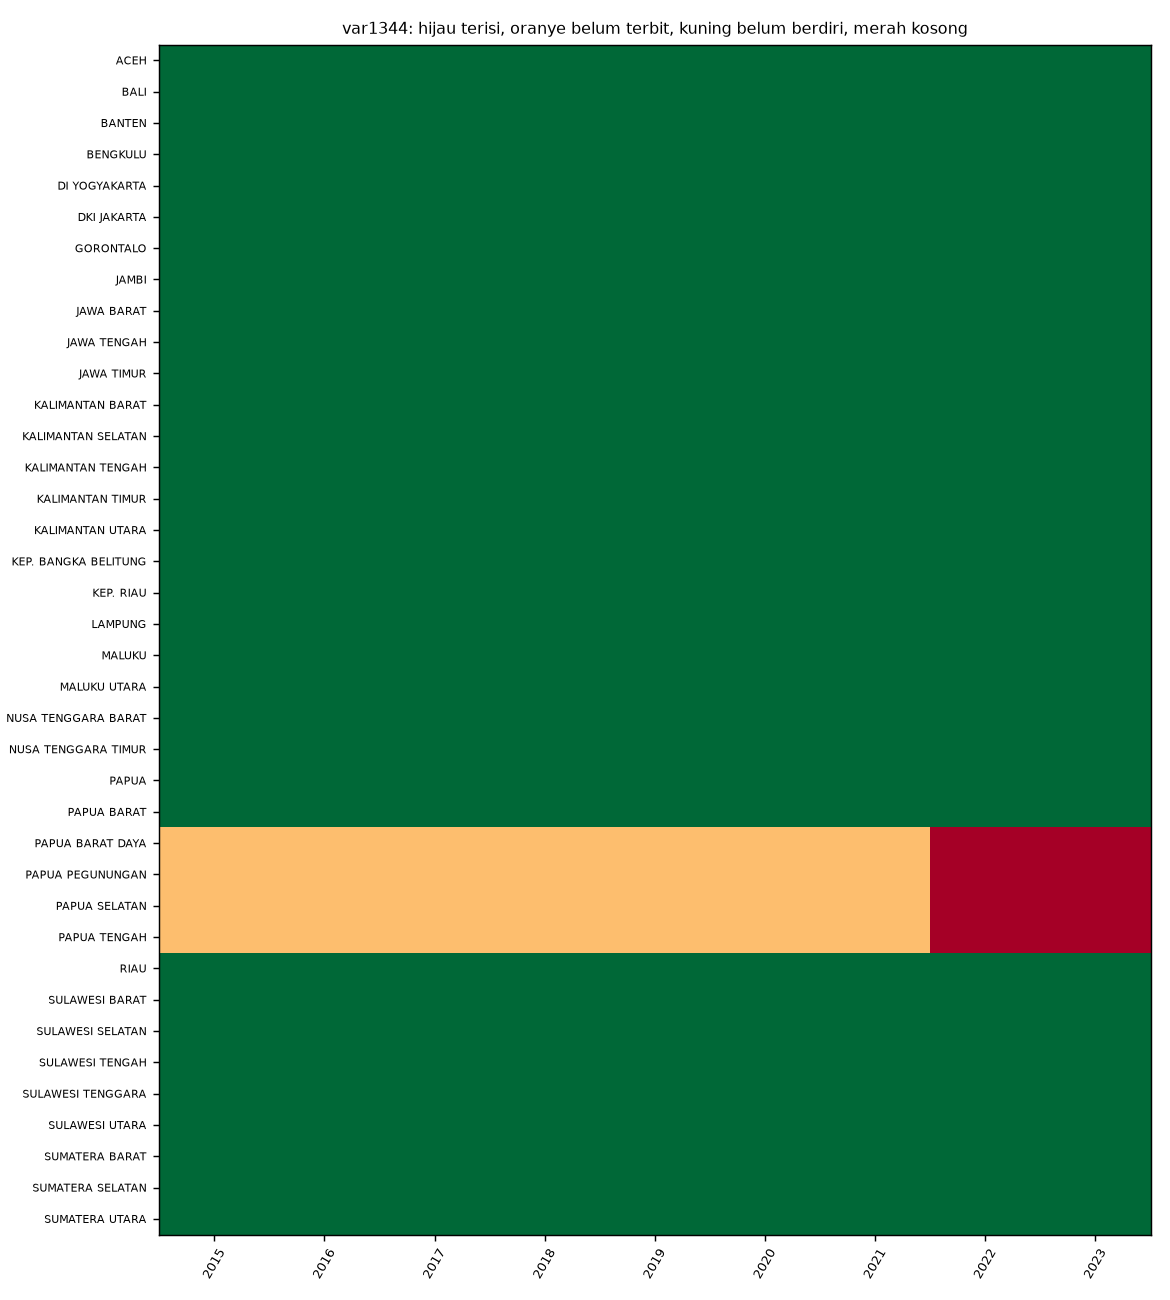 var1344: hijau terisi, oranye belum terbit, kuning belum berdiri, merah kosong
ACEH
BALI
BANTEN
BENGKULU
DI YOGYAKARTA
DKI JAKARTA
GORONTALO
JAMBI
JAWA BARAT
JAWA TENGAH
JAWA TIMUR
KALIMANTAN BARAT
KALIMANTAN SELATAN
KALIMANTAN TENGAH
KALIMANTAN TIMUR
KALIMANTAN UTARA
KEP. BANGKA BELITUNG
KEP. RIAU
LAMPUNG
MALUKU
MALUKU UTARA
NUSA TENGGARA BARAT
NUSA TENGGARA TIMUR
PAPUA
PAPUA BARAT
PAPUA BARAT DAYA
PAPUA PEGUNUNGAN
PAPUA SELATAN
PAPUA TENGAH
RIAU
SULAWESI BARAT
SULAWESI SELATAN
SULAWESI TENGAH
SULAWESI TENGGARA
SULAWESI UTARA
SUMATERA BARAT
SUMATERA SELATAN
SUMATERA UTARA
2015 2016 2017 2018 2019 2020 2021 2022 2023